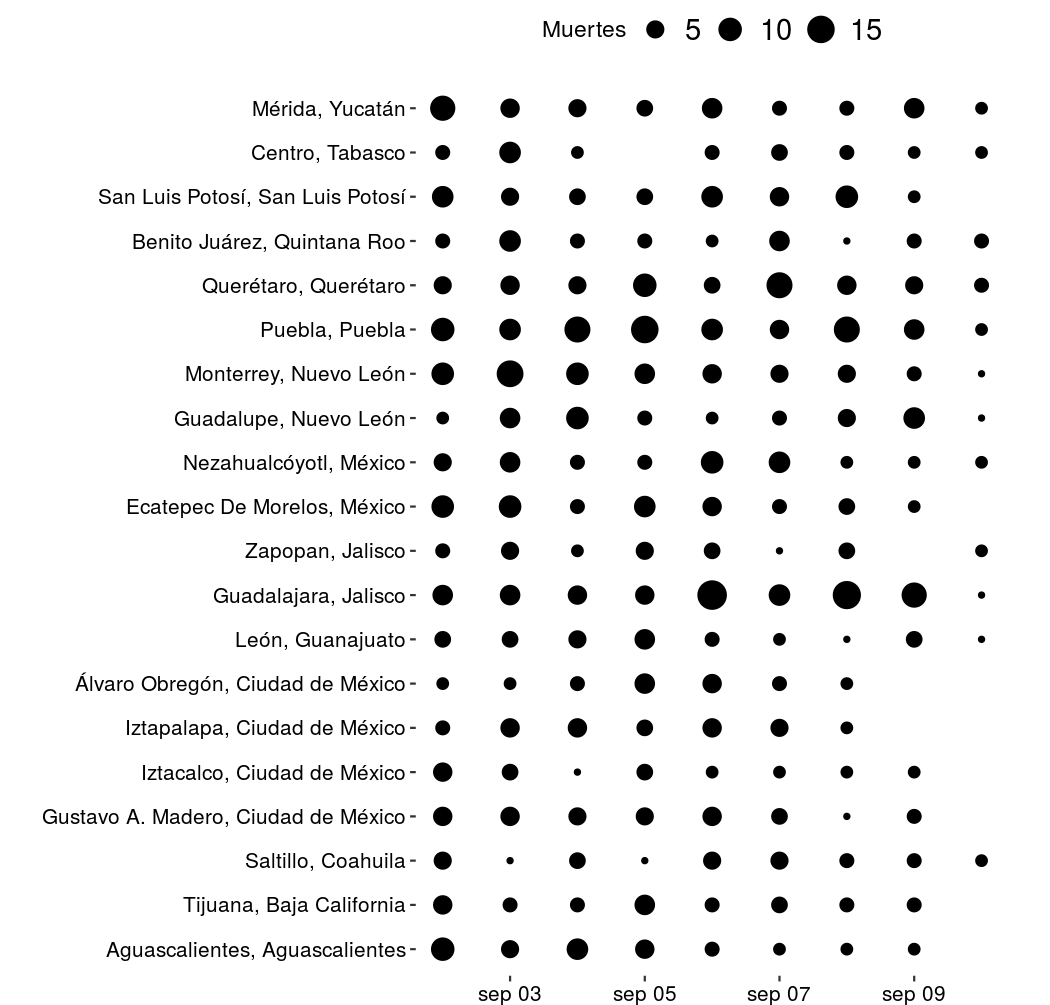 Muertes 5 10 15
Mérida, Yucatán
Centro, Tabasco
San Luis Potosí, San Luis Potosí
Benito Juárez, Quintana Roo
Querétaro, Querétaro
Puebla, Puebla
Monterrey, Nuevo León
Guadalupe, Nuevo León
Nezahualcóyotl, México
Ecatepec De Morelos, México
Zapopan, Jalisco
Guadalajara, Jalisco
León, Guanajuato
Álvaro Obregón, Ciudad de México
Iztapalapa, Ciudad de México
Iztacalco, Ciudad de México
Gustavo A. Madero, Ciudad de México
Saltillo, Coahuila
Tijuana, Baja California
Aguascalientes, Aguascalientes
sep 03 sep 05 sep 07 sep 09